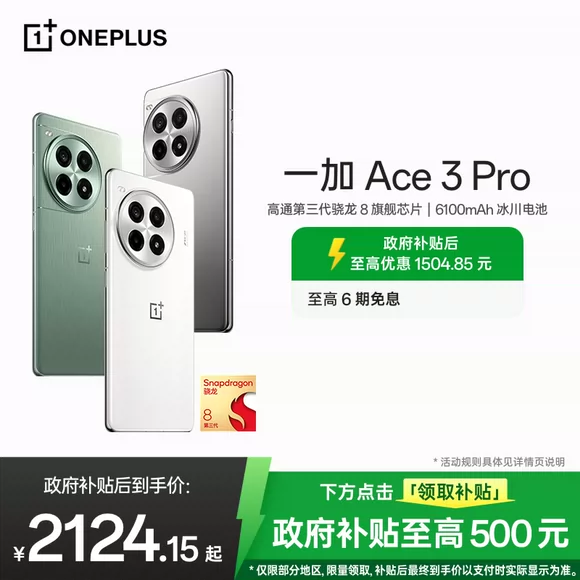 ONEPLUS
一加 Ace 3 Pro
高通第三代骁龙 8 旗舰芯片 | 6100mAh 冰川电池
政府补贴后
至高优惠 1504.85 元
至高 6 期免息
Snapdragon
骁龙
8
第三代
* 活动规则具体见详情页说明
政府补贴后到手价:
¥2124.15起
下方点击「领取补贴」
政府补贴至高 500 元
* 仅限部分地区, 限量领取, 补贴后最终到手价以支付时实际显示为准。